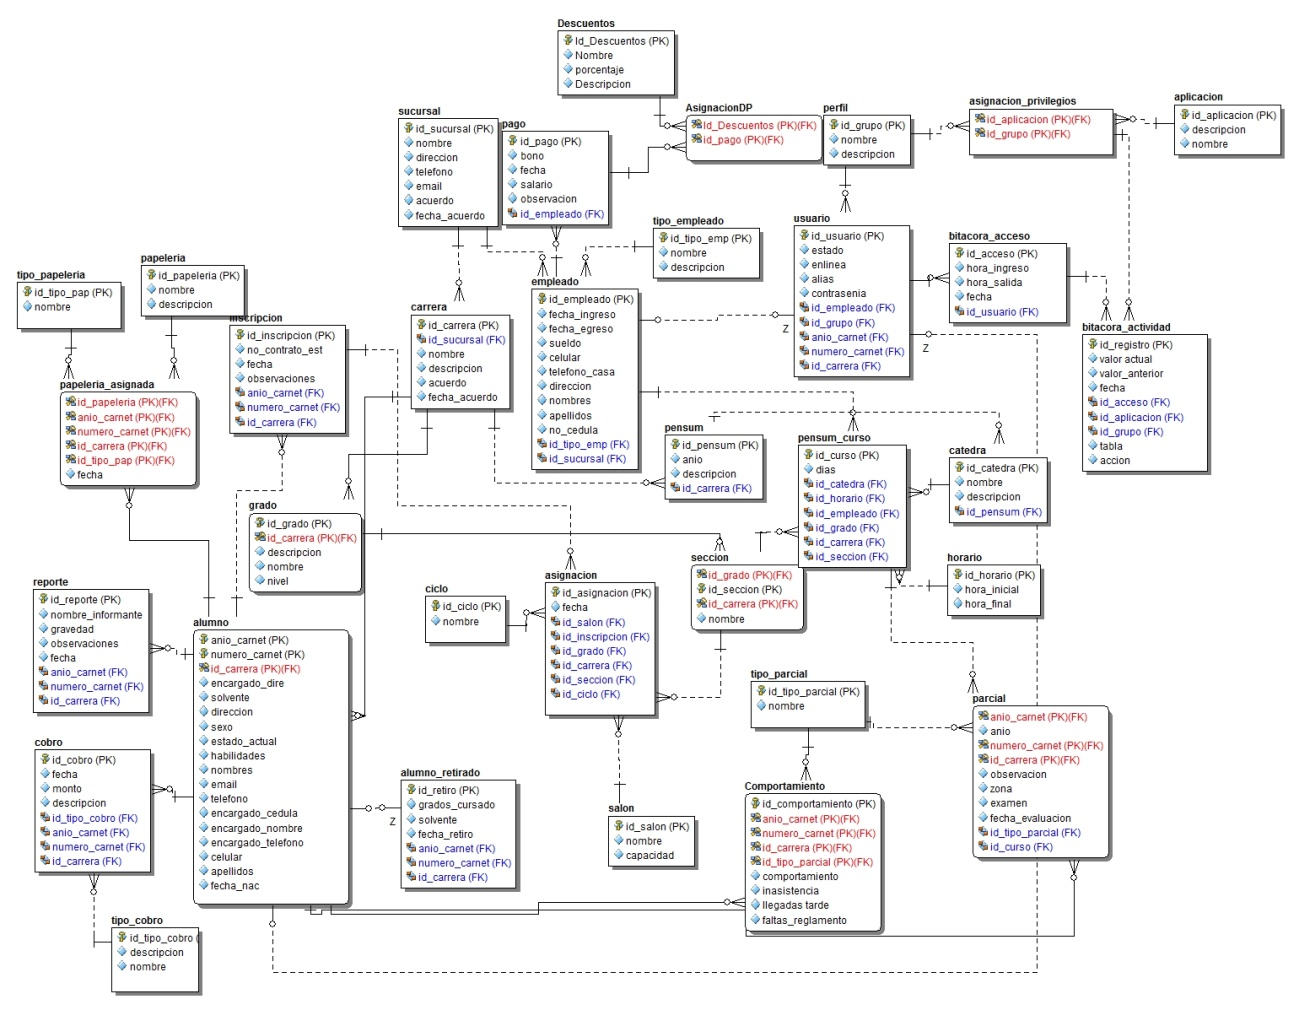 Descuentos
Id_Descuentos (PK)
Nombre
porcentaje
Descripcion
sucursal
id_sucursal (PK)
nombre
direccion
telefono
email
acuerdo
fecha_acuerdo
pago
id_pago (PK)
bono
fecha
salario
observacion
id_empleado (FK)
AsignacionDP
Id_Descuentos (PK)(FK)
id_pago (PK)(FK)
perfil
id_grupo (PK)
nombre
descripcion
asignacion_privilegios
id_aplicacion (PK)(FK)
id_grupo (PK)(FK)
aplicacion
id_aplicacion (PK)
descripcion
nombre
tipo_empleado
id_tipo_emp (PK)
nombre
descripcion
usuario
id_usuario (PK)
estado
enlinea
alias
contrasenia
id_empleado (FK)
id_grupo (FK)
anio_carnet (FK)
numero_carnet (FK)
id_carrera (FK)
Z
Z
bitacora_acceso
id_acceso (PK)
hora_ingreso
hora_salida
fecha
id_usuario (FK)
bitacora_actividad
id_registro (PK)
valor actual
valor_anterior
fecha
id_acceso (FK)
id_aplicacion (FK)
id_grupo (FK)
tabla
accion
tipo_papeleria
id_tipo_pap (PK)
nombre
papeleria
id_papeleria (PK)
nombre
descripcion
inscripcion
id_inscripcion (PK)
no_contrato_est
fecha
observaciones
anio_carnet (FK)
numero_carnet (FK)
id_carrera (FK)
carrera
id_carrera (PK)
id_sucursal (FK)
nombre
descripcion
acuerdo
fecha_acuerdo
empleado
id_empleado (PK)
fecha_ingreso
fecha_egreso
sueldo
celular
telefono_casa
direccion
nombres
apellidos
no_cedula
id_tipo_emp (FK)
id_sucursal (FK)
papeleria_asignada
id_papeleria (PK)(FK)
anio_carnet (PK)(FK)
numero_carnet (PK)(FK)
id_carrera (PK)(FK)
id_tipo_pap (PK)(FK)
fecha
pensum
id_pensum (PK)
anio
descripcion
id_carrera (FK)
pensum_curso
id_curso (PK)
dias
id_catedra (FK)
id_horario (FK)
id_empleado (FK)
id_grado (FK)
id_carrera (FK)
id_seccion (FK)
catedra
id_catedra (PK)
nombre
descripcion
id_pensum (FK)
grado
id_grado (PK)
id_carrera (PK)(FK)
descripcion
nombre
nivel
seccion
id_grado (PK)(FK)
id_seccion (PK)
id_carrera (PK)(FK)
nombre
horario
id_horario (PK)
hora_inicial
hora_final
reporte
id_reporte (PK)
nombre_informante
gravedad
observaciones
fecha
anio_carnet (FK)
numero_carnet (FK)
id_carrera (FK)
alumno
anio_carnet (PK)
numero_carnet (PK)
id_carrera (PK)(FK)
encargado_dire
solvente
direccion
sexo
estado_actual
habilidades
nombres
email
telefono
encargado_cedula
encargado_nombre
encargado_telefono
celular
apellidos
fecha_nac
ciclo
id_ciclo (PK)
nombre
asignacion
id_asignacion (PK)
fecha
id_salon (FK)
id_inscripcion (FK)
id_grado (FK)
id_carrera (FK)
id_seccion (FK)
id_ciclo (FK)
tipo_parcial
id_tipo_parcial (PK)
nombre
parcial
anio_carnet (PK)(FK)
anio
numero_carnet (PK)(FK)
id_carrera (PK)(FK)
observacion
zona
examen
fecha_evaluacion
id_tipo_parcial (FK)
id_curso (FK)
cobro
id_cobro (PK)
fecha
monto
descripcion
id_tipo_cobro (FK)
anio_carnet (FK)
numero_carnet (FK)
id_carrera (FK)
alumno_retirado
id_retiro (PK)
grados_cursado
solvente
fecha_retiro
anio_carnet (FK)
numero_carnet (FK)
id_carrera (FK)
Z
salon
id_salon (PK)
nombre
capacidad
Comportamiento
id_comportamiento (PK)
anio_carnet (PK)(FK)
numero_carnet (PK)(FK)
id_carrera (PK)(FK)
id_tipo_parcial (PK)(FK)
comportamiento
inasistencia
llegadas tarde
faltas_reglamento
tipo_cobro
id_tipo_cobro (
descripcion
nombre